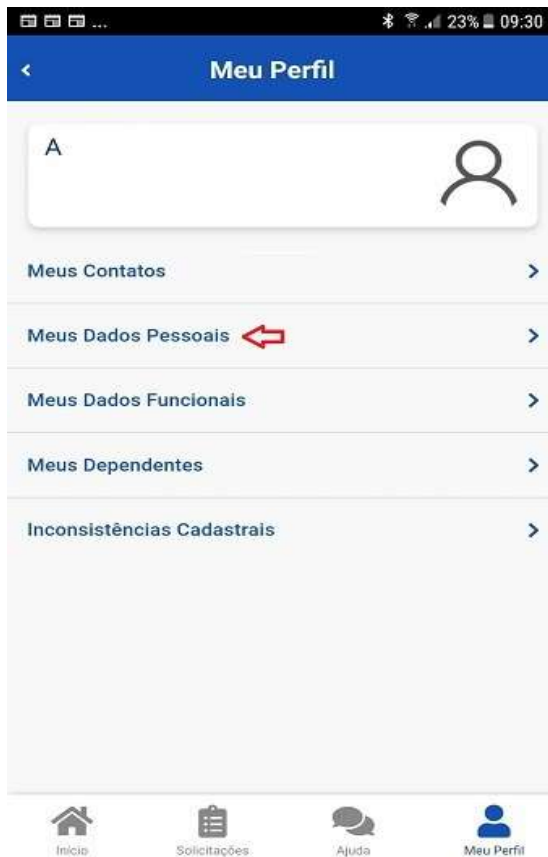 ... 23% 09:30
Meu Perfil
A
Meus Contatos
Meus Dados Pessoais
Meus Dados Funcionais
Meus Dependentes
Inconsistências Cadastrais
Início Solicitações Ajuda Meu Perfil